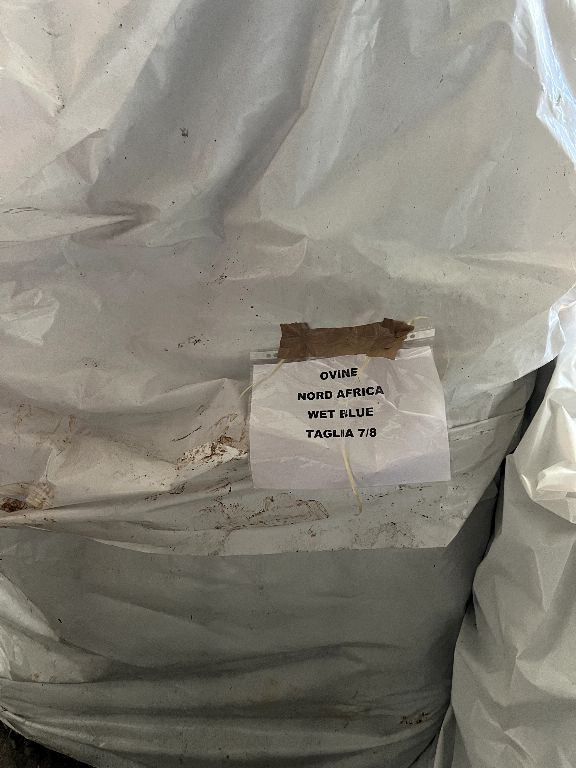 OVINE
NORD AFRICA
WET BLUE
TAGLIA 7/8